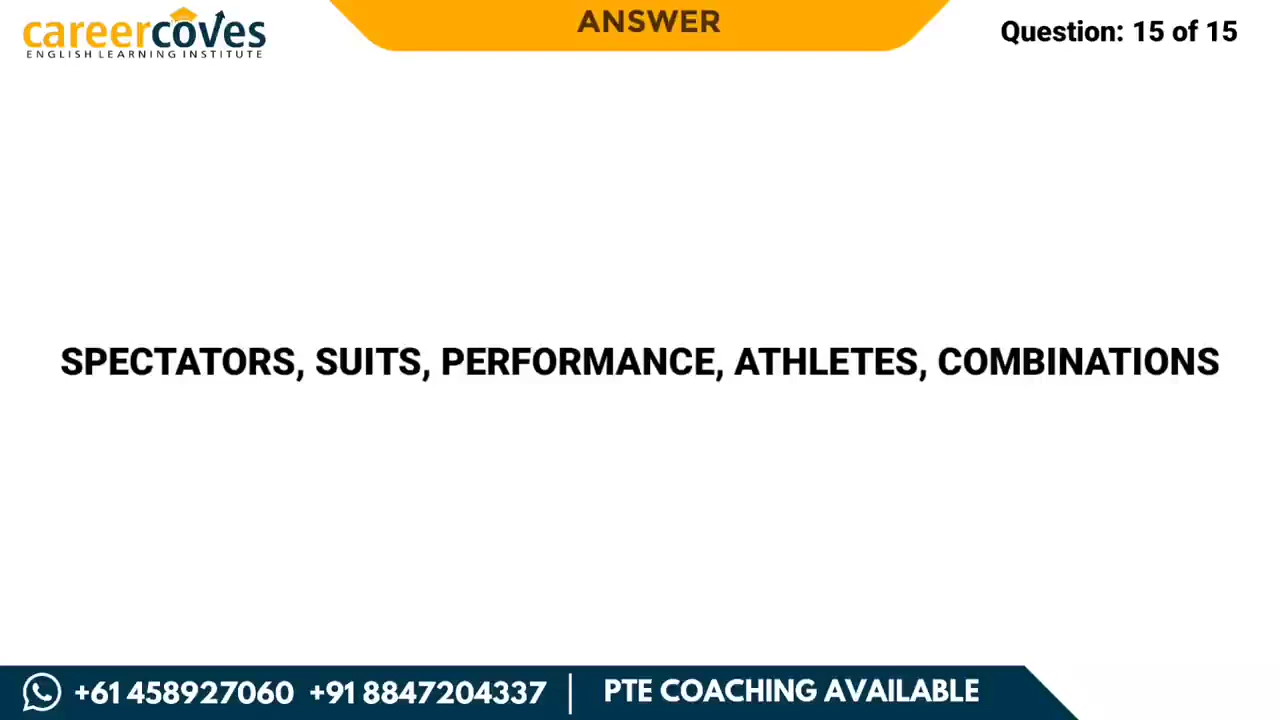 careercoves
ENGLISH LEARNING INSTITUTE
ANSWER
Question: 15 of 15
SPECTATORS, SUITS, PERFORMANCE, ATHLETES, COMBINATIONS
+61 458927060 +91 8847204337 | PTE COACHING AVAILABLE